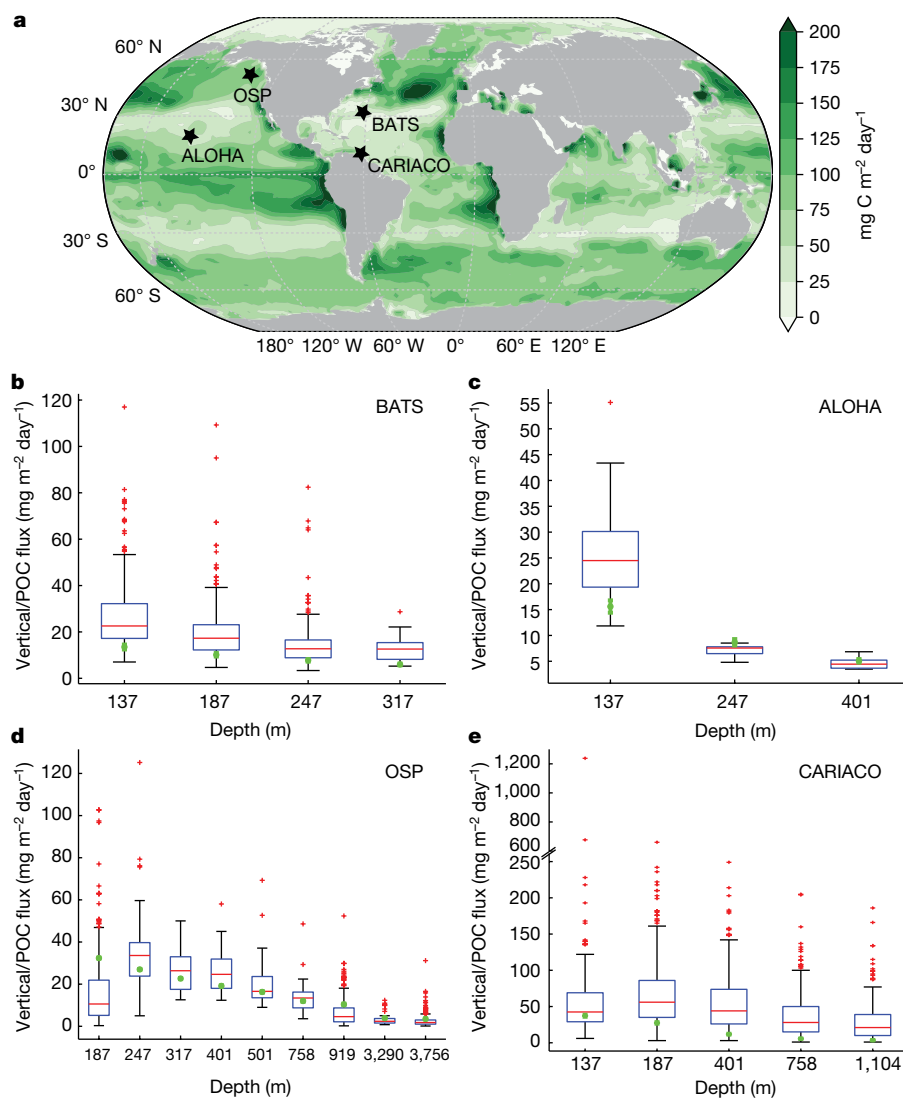 a
60° N
30° N
0°
30° S
60° S
OSP
BATS
ALOHA
CARIACO
180° 120° W 60° W 0° 60° E 120° E
200
175
150
125
100
75
50
25
0
mg C m⁻² day⁻¹
b
BATS
Vertical/POC flux (mg m⁻² day⁻¹)
120
100
80
60
40
20
0
137 187 247 317
Depth (m)
c
ALOHA
Vertical/POC flux (mg m⁻² day⁻¹)
55
50
45
40
35
30
25
20
15
10
5
137 247 401
Depth (m)
d
OSP
Vertical/POC flux (mg m⁻² day⁻¹)
120
100
80
60
40
20
0
187 247 317 401 501 758 919 3,290 3,756
Depth (m)
e
CARIACO
Vertical/POC flux (mg m⁻² day⁻¹)
1,200
1,000
800
600
250
200
150
100
50
0
137 187 401 758 1,104
Depth (m)